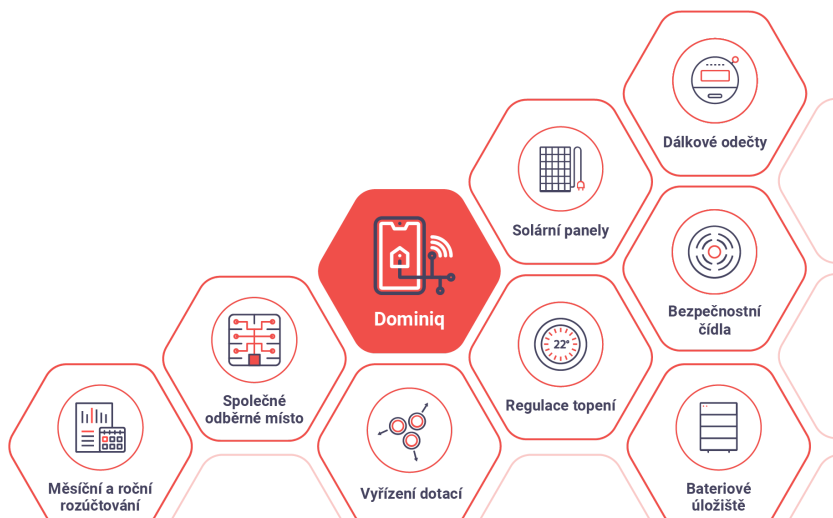 Dálkové odečty
Solární panely
Bezpečnostní
čidla
Dominiq
22°
Regulace topení
Společné
odběrné místo
Vyřízení dotací
Měsíční a roční
rozúčtování
Bateriové
úložiště